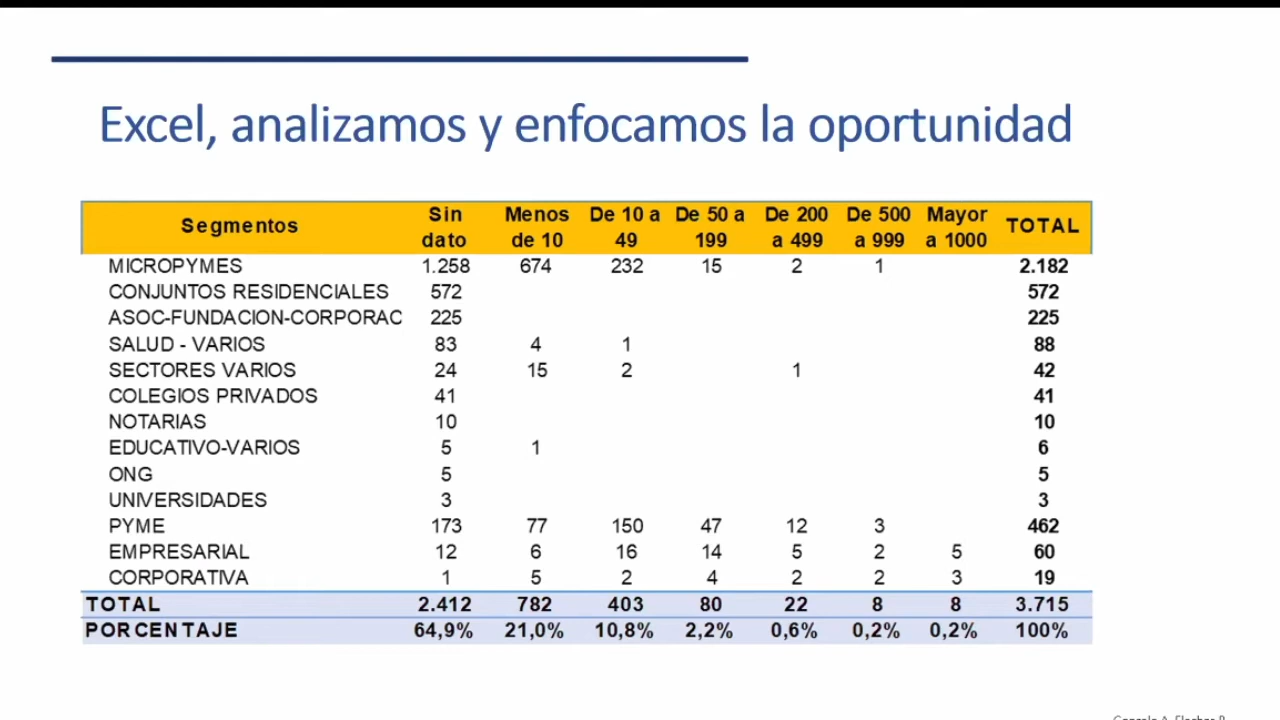 Excel, analizamos y enfocamos la oportunidad
Segmentos Sin dato Menos de 10 De 10 a 49 De 50 a 199 De 200 a 499 De 500 a 999 Mayor a 1000 TOTAL
MICROPYMES 1.258 674 232 15 2 1 2.182
CONJUNTOS RESIDENCIALES 572 572
ASOC-FUNDACION-CORPORAC 225 225
SALUD - VARIOS 83 4 1 88
SECTORES VARIOS 24 15 2 1 42
COLEGIOS PRIVADOS 41 41
NOTARIAS 10 10
EDUCATIVO-VARIOS 5 1 6
ONG 5 5
UNIVERSIDADES 3 3
PYME 173 77 150 47 12 3 462
EMPRESARIAL 12 6 16 14 5 2 5 60
CORPORATIVA 1 5 2 4 2 2 3 19
TOTAL 2.412 782 403 80 22 8 8 3.715
PORCENTAJE 64,9% 21,0% 10,8% 2,2% 0,6% 0,2% 0,2% 100%